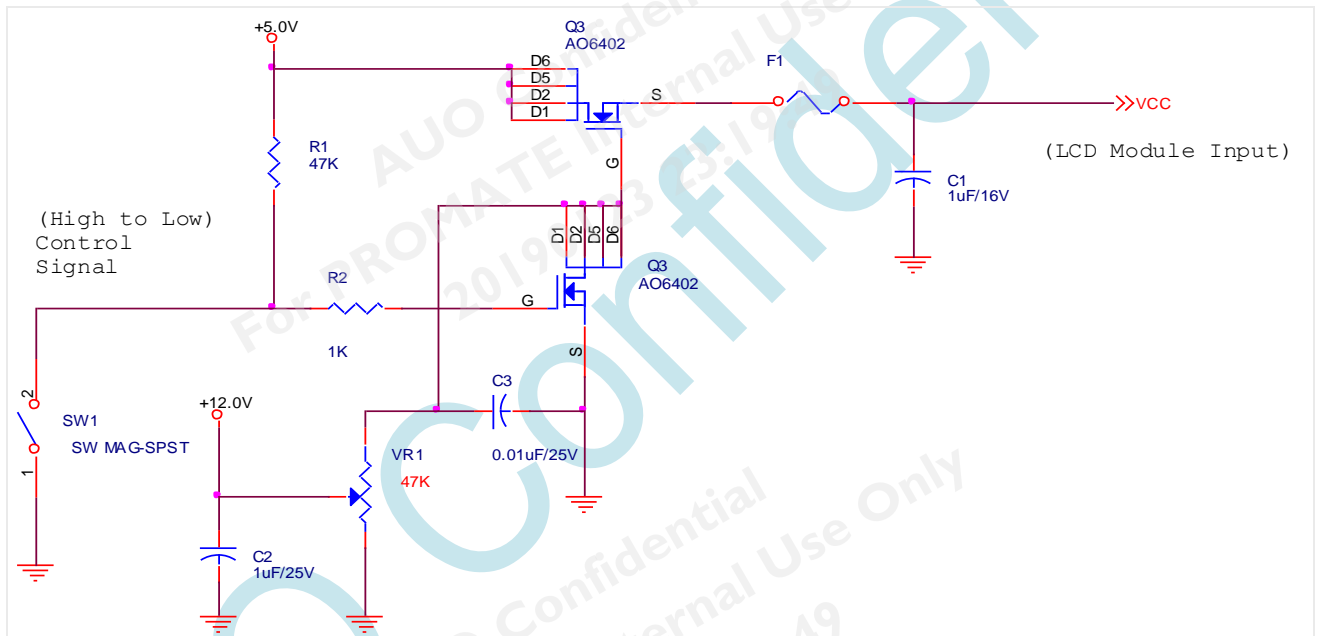 +5.0V
Q3
AO6402
F1
D6
D5
D2
D1
S
G
VCC
(LCD Module Input)
R1
47K
C1
1uF/16V
(High to Low)
Control
Signal
D1
D2
D5
D6
Q3
AO6402
R2
1K
G
S
2
1
SW1
SW MAG-SPST
+12.0V
C3
0.01uF/25V
VR1
47K
C2
1uF/25V
AUO Confidential
For PROMATE Internal Use
Confidential
Internal Use Only